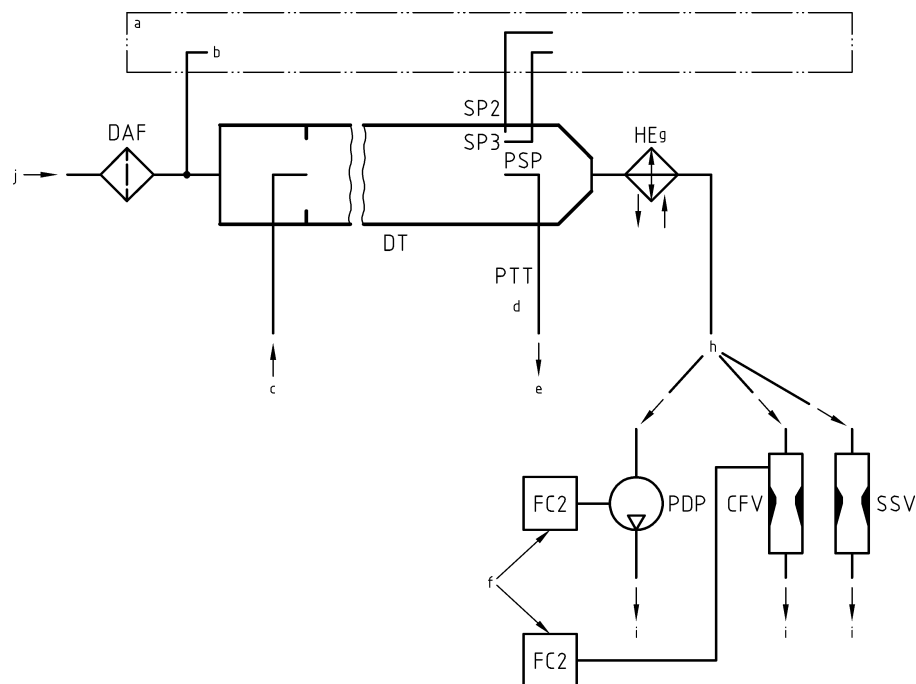 a
b
SP2
DAF
SP3
HEg
PSP
j
DT
PTT
d
h
c
e
FC2
PDP
CFV
SSV
f
i
i
i
FC2